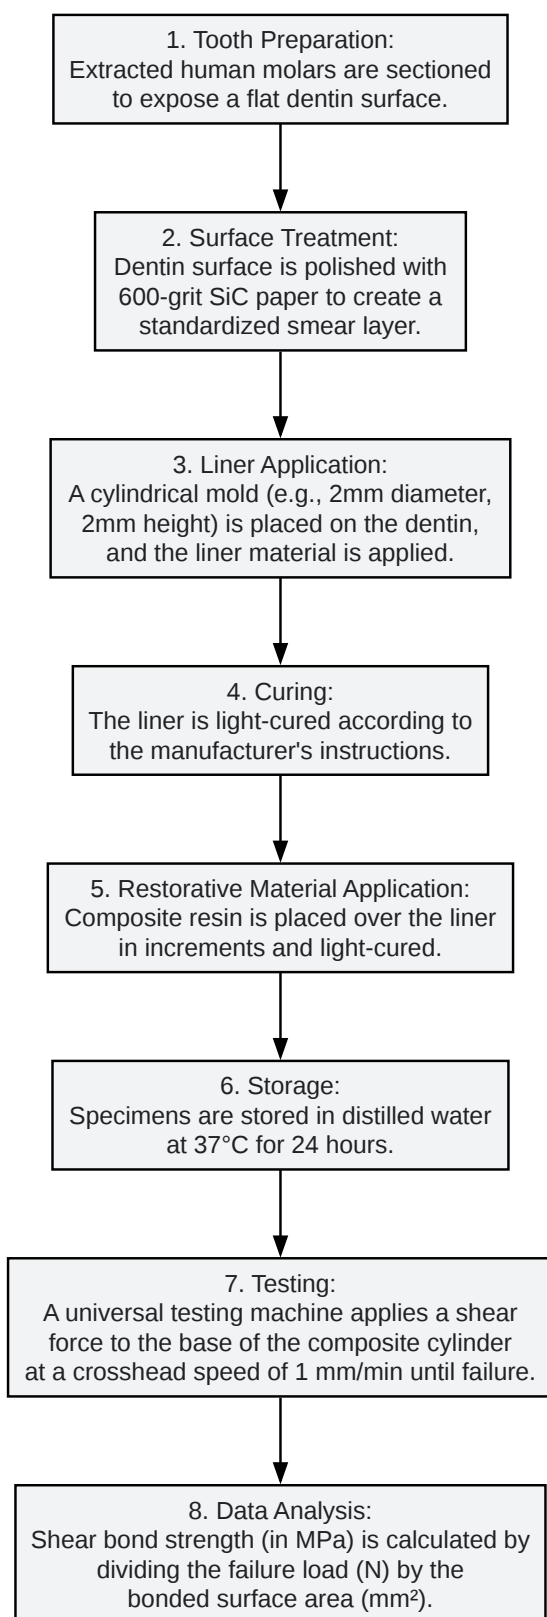 1. Tooth Preparation:
Extracted human molars are sectioned
to expose a flat dentin surface.
2. Surface Treatment:
Dentin surface is polished with
600-grit SiC paper to create a
standardized smear layer.
3. Liner Application:
A cylindrical mold (e.g., 2mm diameter,
2mm height) is placed on the dentin,
and the liner material is applied.
4. Curing:
The liner is light-cured according to
the manufacturer's instructions.
5. Restorative Material Application:
Composite resin is placed over the liner
in increments and light-cured.
6. Storage:
Specimens are stored in distilled water
at 37°C for 24 hours.
7. Testing:
A universal testing machine applies a shear
force to the base of the composite cylinder
at a crosshead speed of 1 mm/min until failure.
8. Data Analysis:
Shear bond strength (in MPa) is calculated by
dividing the failure load (N) by the
bonded surface area (mm²).